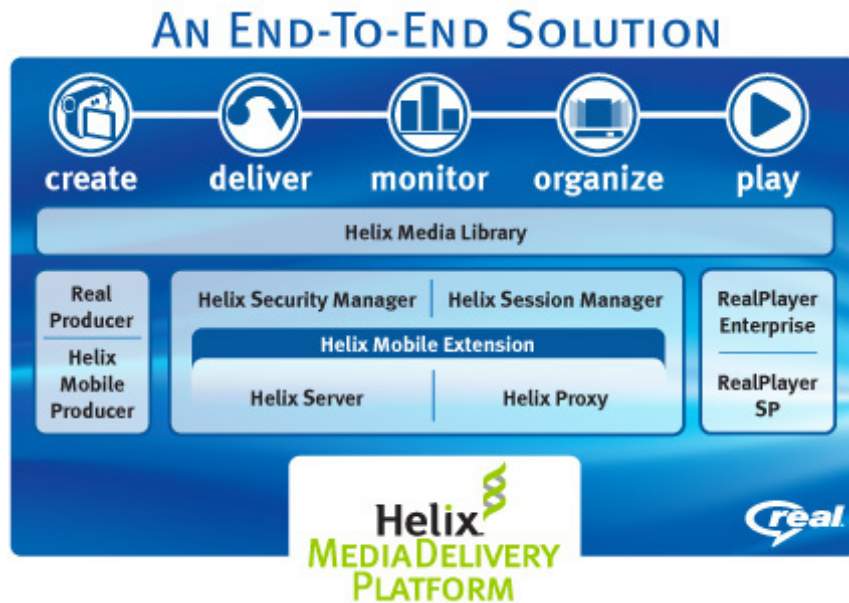 AN END-TO-END SOLUTION
create deliver monitor organize play
Helix Media Library
Real
Producer
Helix
Mobile
Producer
Helix Security Manager
Helix Session Manager
Helix Mobile Extension
Helix Server
Helix Proxy
RealPlayer
Enterprise
RealPlayer
SP
Helix
MEDIADELIVERY
PLATFORM
real